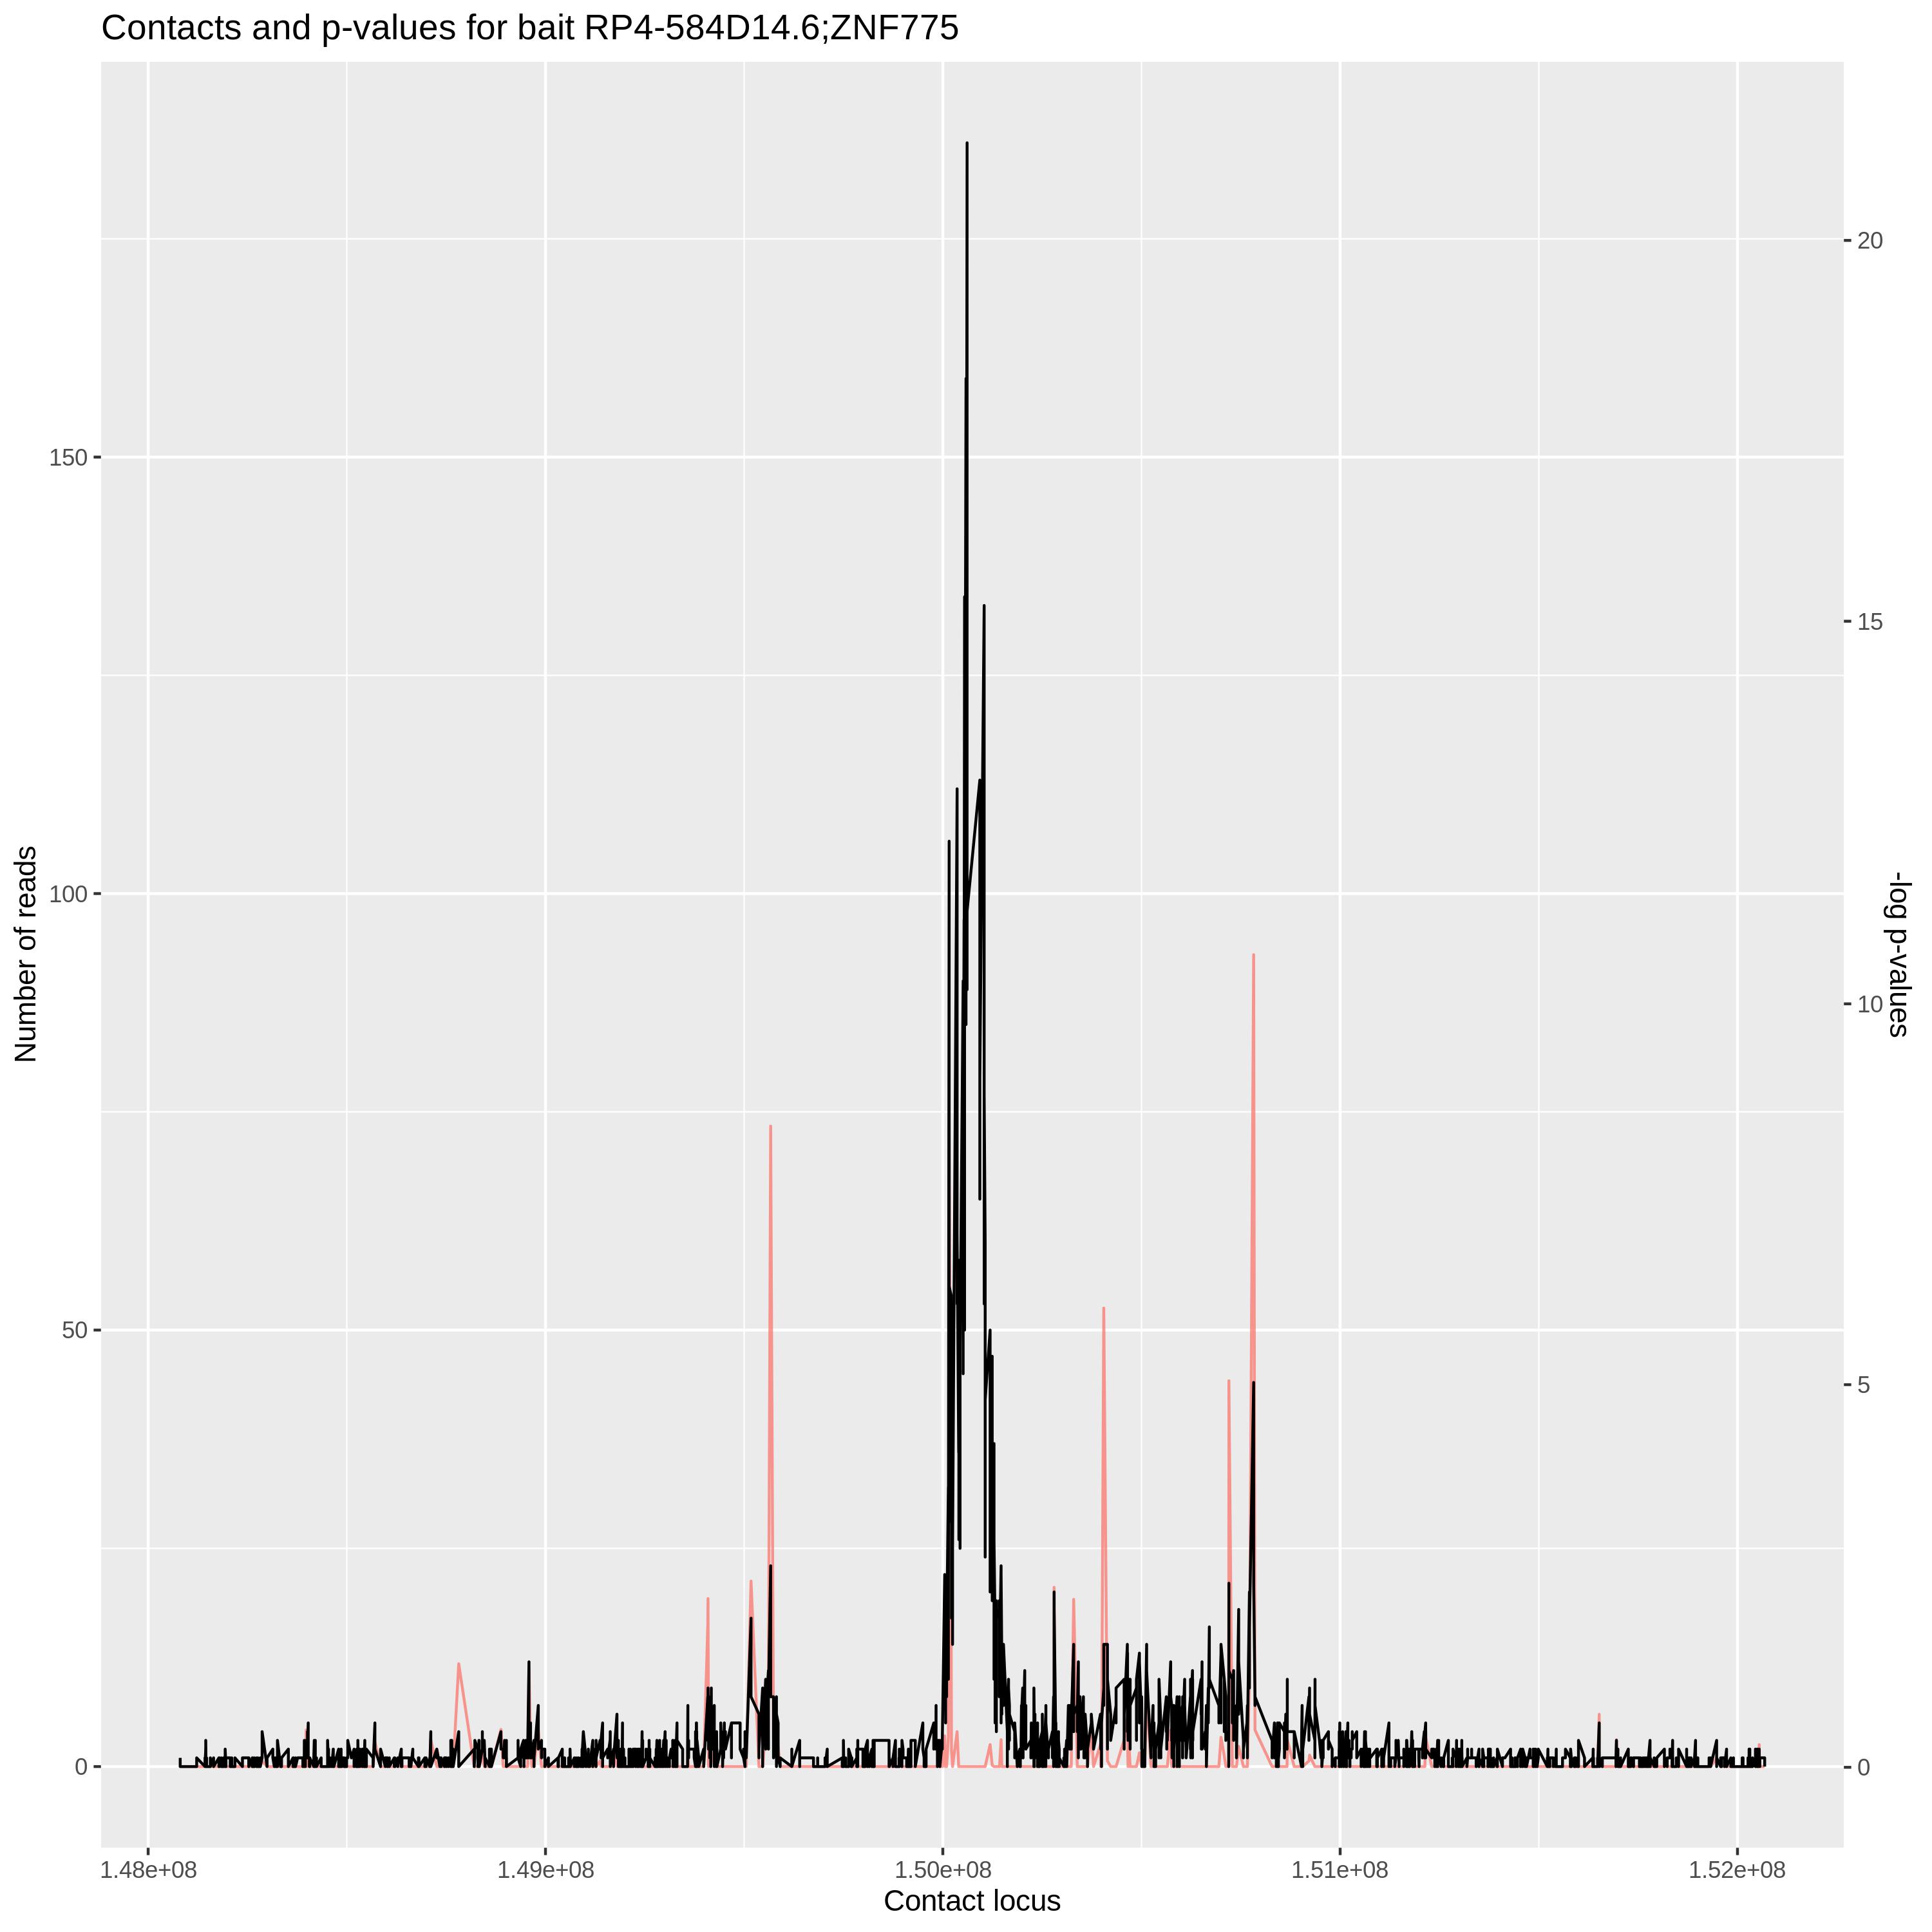 Contacts and p-values for bait RP4-584D14.6;ZNF775
Number of reads
150
100
50
0
20
15
10
5
0
-log p-values
1.48e+08
1.49e+08
1.50e+08
1.51e+08
1.52e+08
Contact locus